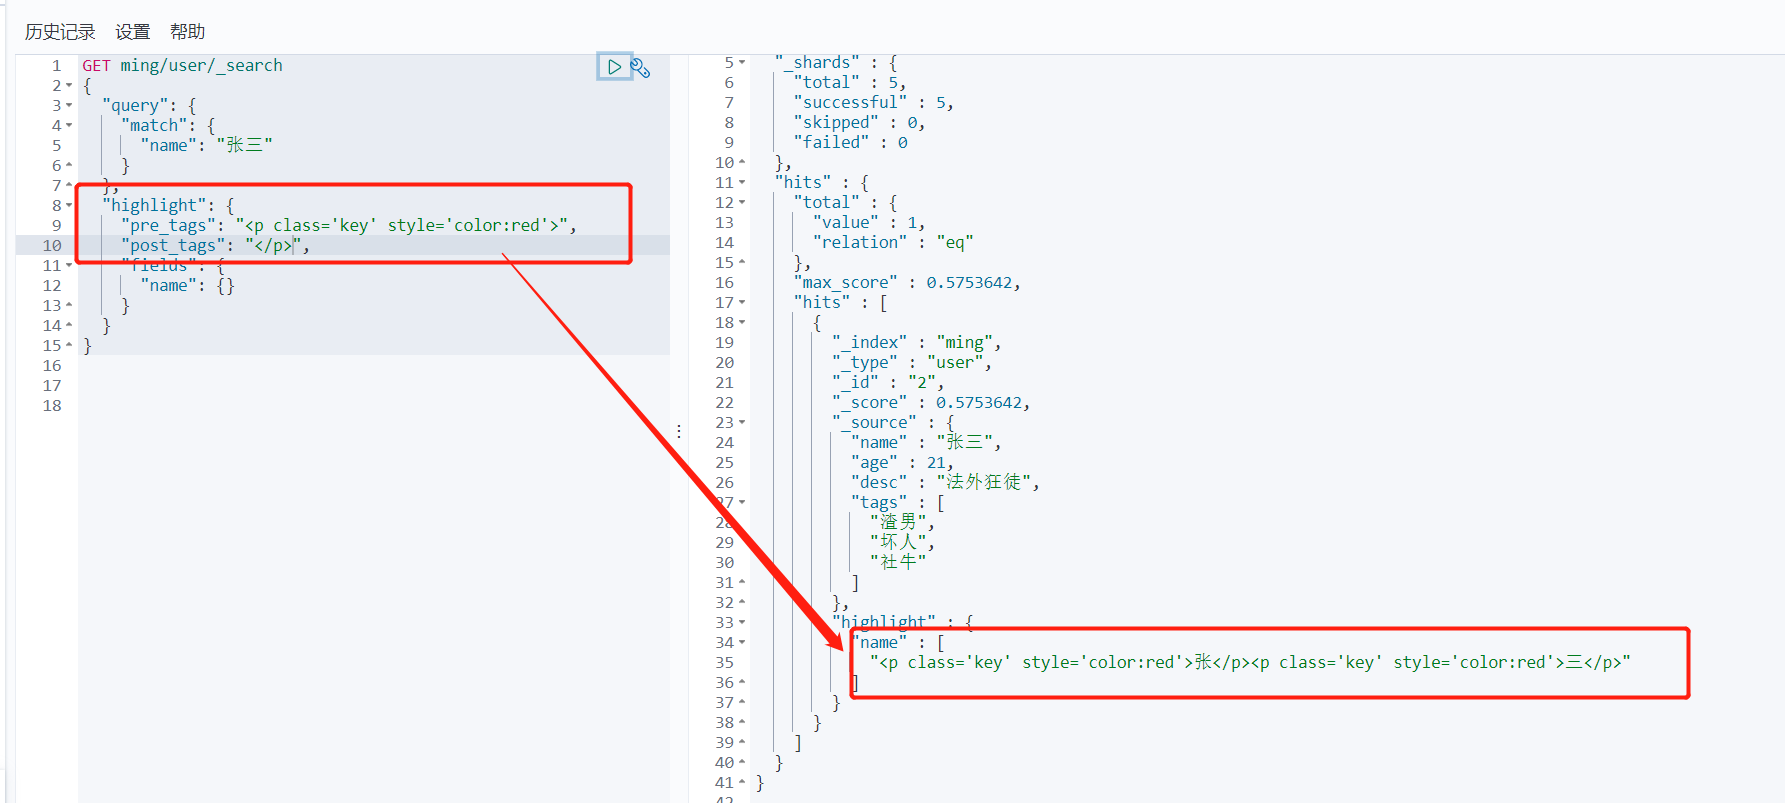 历史记录 设置 帮助
1 GET ming/user/_search
2 {
3 "query": {
4 "match": {
5 "name": "张三"
6 }
7 },
8 "highlight": {
9 "pre_tags": "<p class='key' style='color:red'>",
10 "post_tags": "</p>",
11 "fields": {
12 "name": {}
13 }
14 }
15 }
16
17
18
5 "_shards" : {
6 "total" : 5,
7 "successful" : 5,
8 "skipped" : 0,
9 "failed" : 0
10 },
11 "hits" : {
12 "total" : {
13 "value" : 1,
14 "relation" : "eq"
15 },
16 "max_score" : 0.5753642,
17 "hits" : [
18 {
19 "_index" : "ming",
20 "_type" : "user",
21 "_id" : "2",
22 "_score" : 0.5753642,
23 "_source" : {
24 "name" : "张三",
25 "age" : 21,
26 "desc" : "法外狂徒",
27 "tags" : [
28 "渣男",
29 "坏人",
30 "社牛"
31 ]
32 },
33 "highlight" : {
34 "name" : [
35 "<p class='key' style='color:red'>张</p><p class='key' style='color:red'>三</p>"
36 ]
37 }
38 }
39 ]
40 }
41 }
42